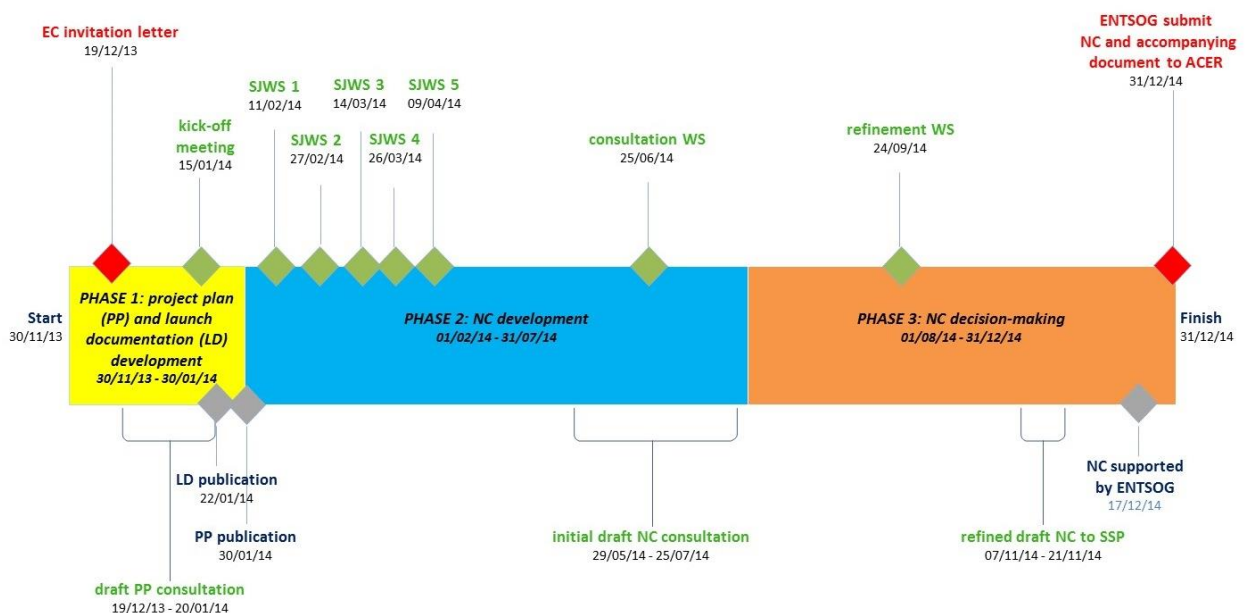 EC invitation letter
19/12/13
kick-off
meeting
15/01/14
SJWS 1
11/02/14
SJWS 2
27/02/14
SJWS 3
14/03/14
SJWS 4
26/03/14
SJWS 5
09/04/14
consultation WS
25/06/14
refinement WS
24/09/14
ENTSOG submit
NC and accompanying
document to ACER
31/12/14
Start
30/11/13
PHASE 1: project plan
(PP) and launch
documentation (LD)
development
30/11/13 - 30/01/14
PHASE 2: NC development
01/02/14 - 31/07/14
PHASE 3: NC decision-making
01/08/14 - 31/12/14
Finish
31/12/14
LD publication
22/01/14
PP publication
30/01/14
draft PP consultation
19/12/13 - 20/01/14
initial draft NC consultation
29/05/14 - 25/07/14
refined draft NC to SSP
07/11/14 - 21/11/14
NC supported
by ENTSOG
17/12/14